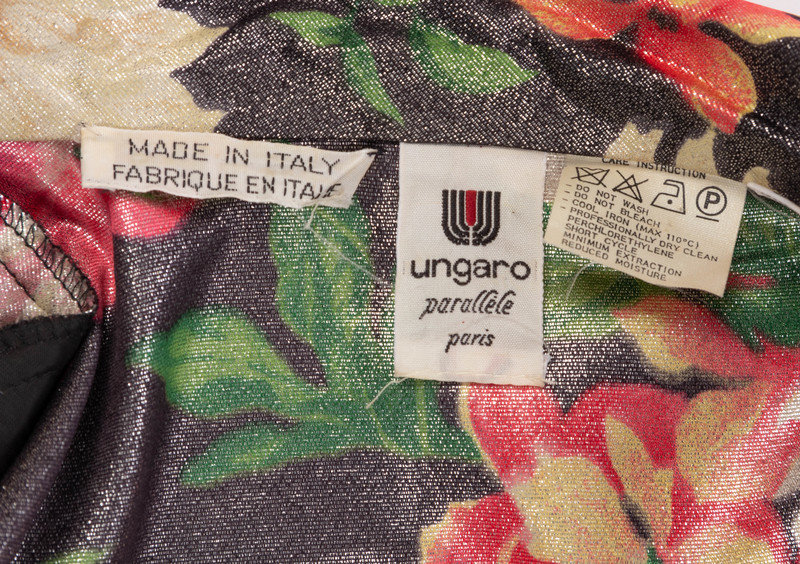 MADE IN ITALY
FABRIQUE EN ITALIE
ungaro
parallèle
paris
CARE INSTRUCTION
P
DO NOT WASH
DO NOT BLEACH
COOL IRON (MAX 110°C)
PROFESSIONALLY DRY CLEAN
PERCHLORETHYLENE
SHORT CYCLE
MINIMUM EXTRACTION
REDUCED MOISTURE